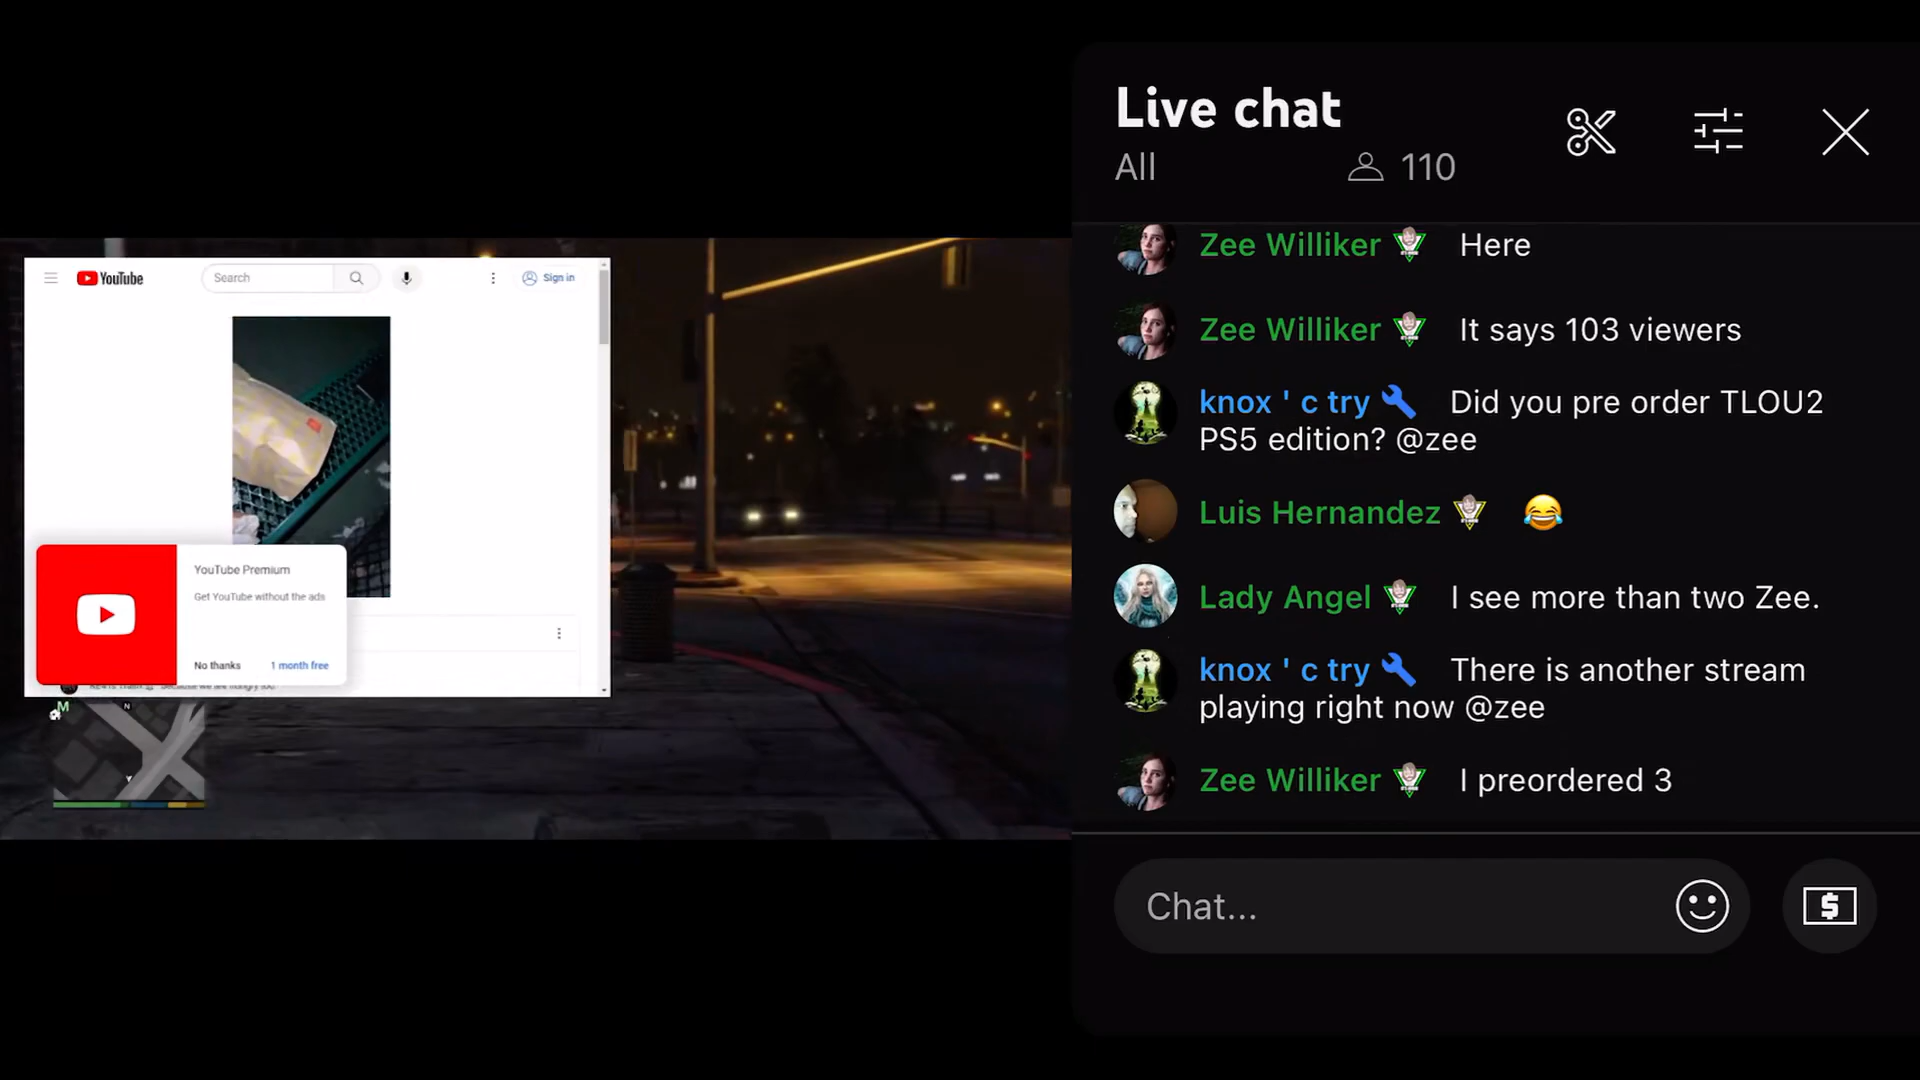 Live chat
All 110
Zee Williker Here
Zee Williker It says 103 viewers
knox ' c try Did you pre order TLOU2
PS5 edition? @zee
Luis Hernandez 😂
Lady Angel I see more than two Zee.
knox ' c try There is another stream
playing right now @zee
Zee Williker I preordered 3
Chat...
YouTube
Search
Sign in
YouTube Premium
Get YouTube without the ads
No thanks 1 month free
M
N